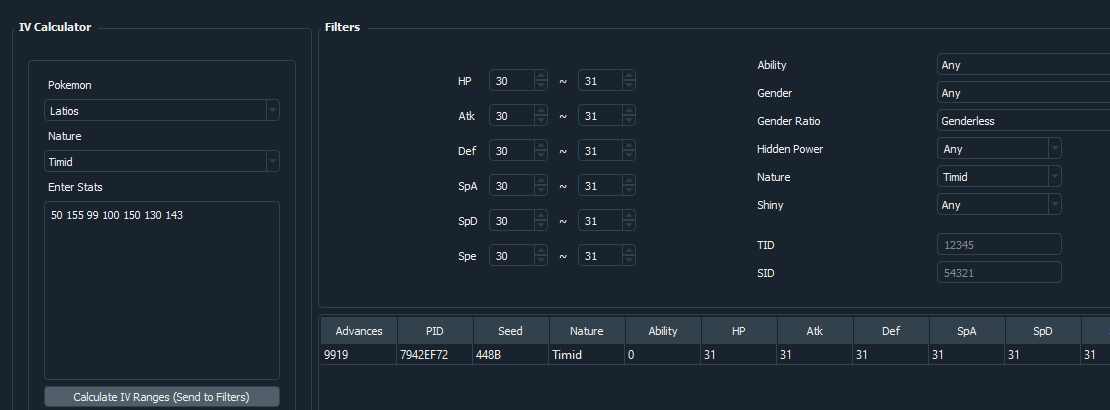 IV Calculator
Pokemon
Latios
Nature
Timid
Enter Stats
50 155 99 100 150 130 143
Calculate IV Ranges (Send to Filters)
Filters
HP 30 ~ 31
Atk 30 ~ 31
Def 30 ~ 31
SpA 30 ~ 31
SpD 30 ~ 31
Spe 30 ~ 31
Ability Any
Gender Any
Gender Ratio Genderless
Hidden Power Any
Nature Timid
Shiny Any
TID 12345
SID 54321
Advances PID Seed Nature Ability HP Atk Def SpA SpD
9919 7942EF72 448B Timid 0 31 31 31 31 31 31